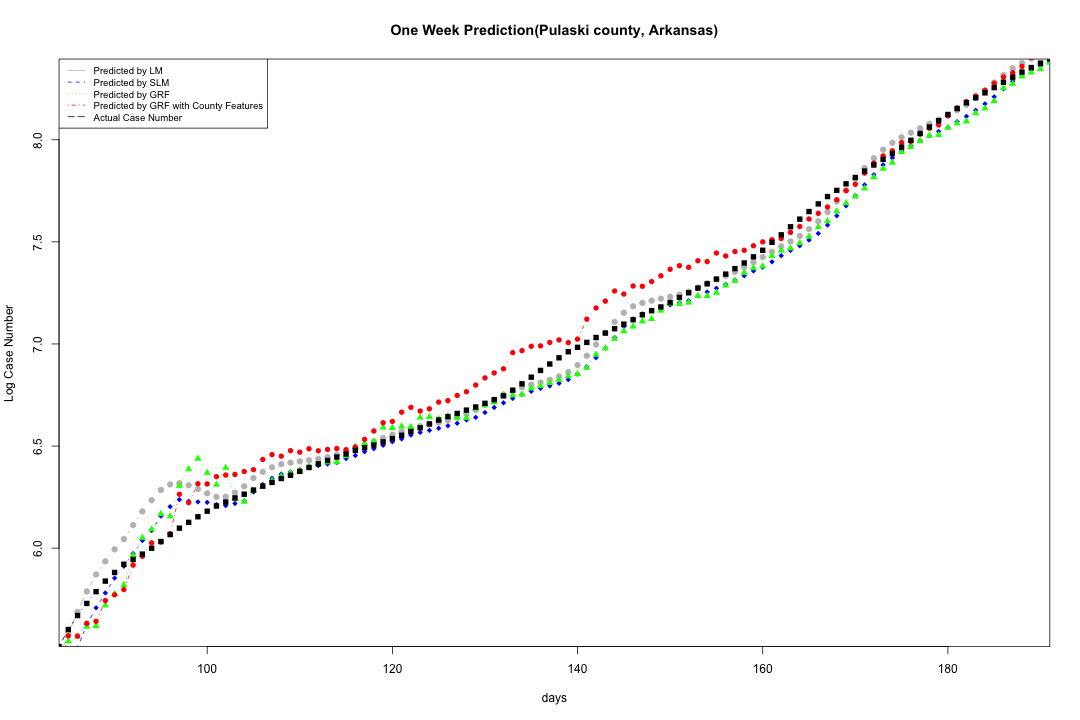 One Week Prediction(Pulaski county, Arkansas)
Predicted by LM
Predicted by SLM
Predicted by GRF
Predicted by GRF with County Features
Actual Case Number
8.0
7.5
7.0
6.5
6.0
Log Case Number
100 120 140 160 180
days